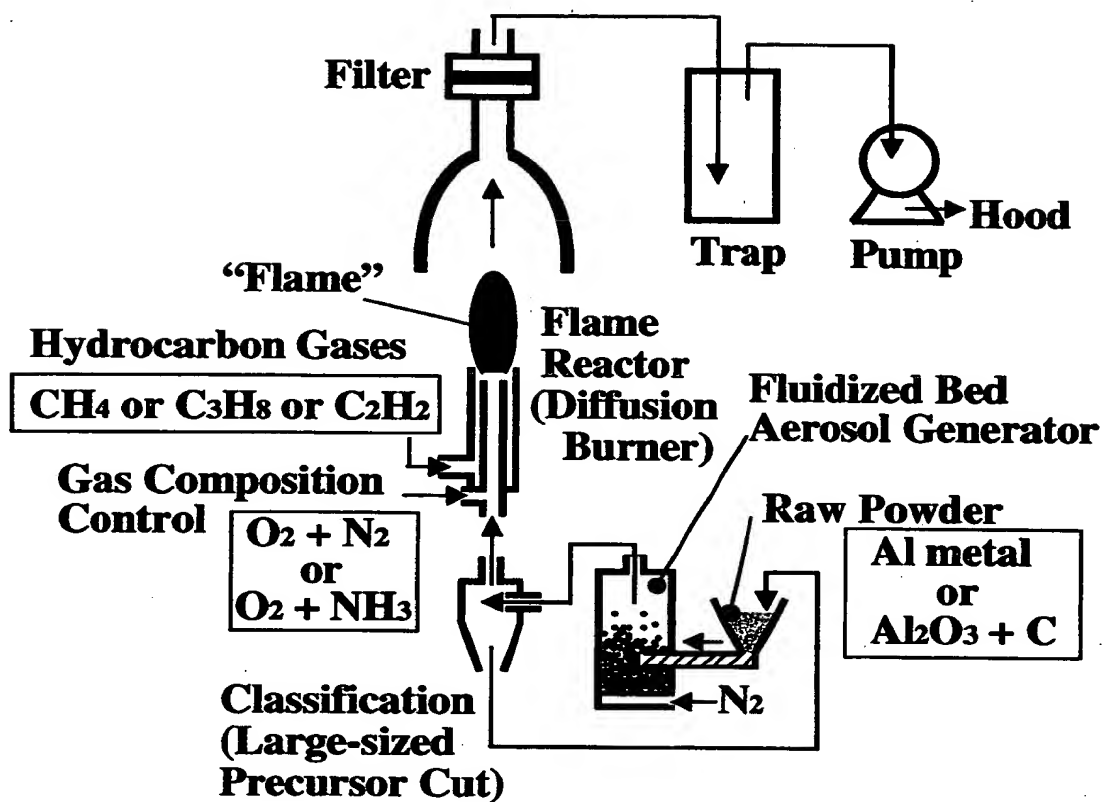 Filter
Trap
Pump
Hood
“Flame”
Flame
Reactor
(Diffusion
Burner)
Hydrocarbon Gases
CH4 or C3H8 or C2H2
Gas Composition
Control
O2 + N2
or
O2 + NH3
Fluidized Bed
Aerosol Generator
Raw Powder
Al metal
or
Al2O3 + C
N2
Classification
(Large-sized
Precursor Cut)